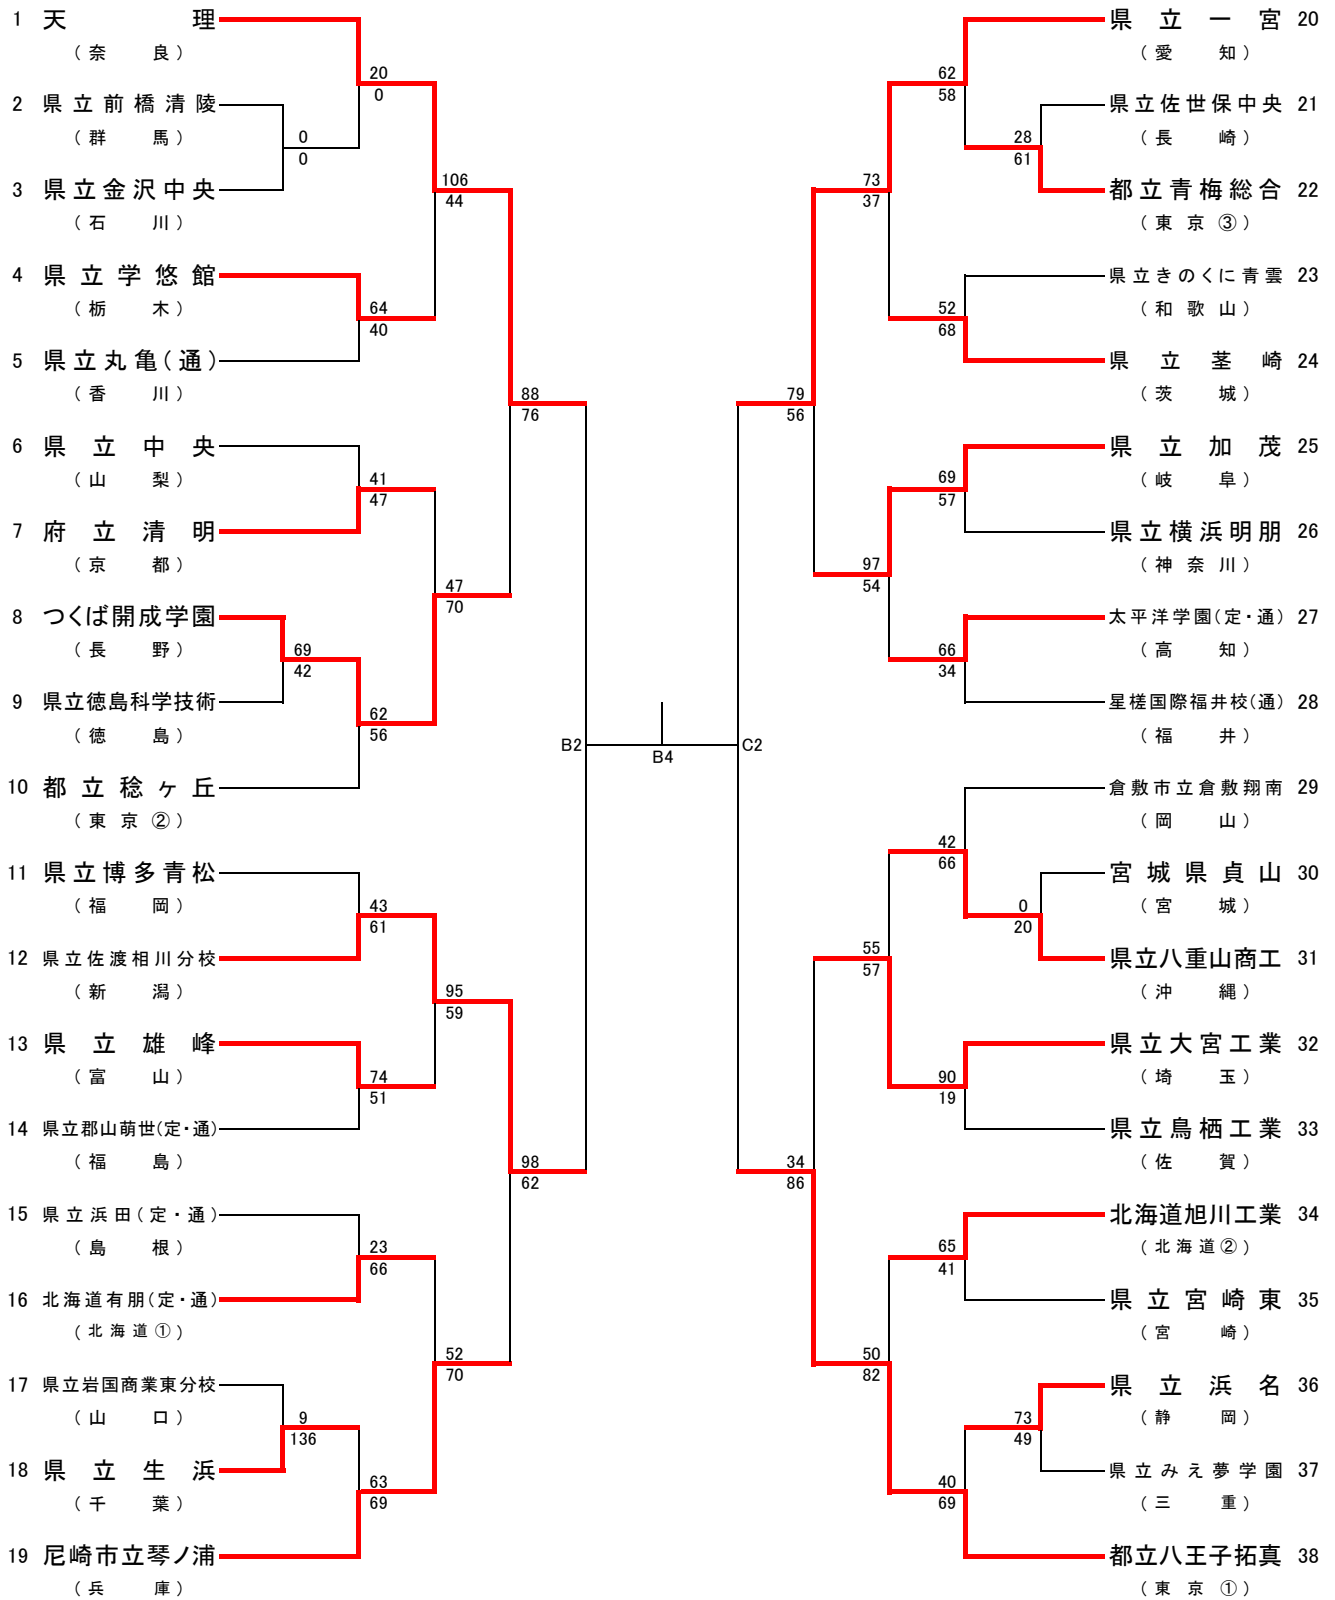 1 天理
(奈良)
20
0
2 県立前橋清陵
(群馬)
0
0
3 県立金沢中央
(石川)
106
44
4 県立学悠館
(栃木)
64
40
5 県立丸亀(通)
(香川)
88
76
6 県立中央
(山梨)
41
47
7 府立清明
(京都)
47
70
8 つくば開成学園
(長野)
69
42
9 県立徳島科学技術
(徳島)
62
56
10 都立稔ヶ丘
(東京②)
11 県立博多青松
(福岡)
43
61
12 県立佐渡相川分校
(新潟)
95
59
13 県立雄峰
(富山)
74
51
14 県立郡山萌世(定・通)
(福島)
98
62
15 県立浜田(定・通)
(島根)
23
66
16 北海道有朋(定・通)
(北海道①)
52
70
17 県立岩国商業東分校
(山口)
9
136
18 県立生浜
(千葉)
63
69
19 尼崎市立琴ノ浦
(兵庫)
B2
B4
C2
県立一宮 20
(愛知)
62
58
県立佐世保中央 21
(長崎)
28
61
都立青梅総合 22
(東京③)
73
37
県立きのくに青雲 23
(和歌山)
52
68
県立茎崎 24
(茨城)
79
56
県立加茂 25
(岐阜)
69
57
県立横浜明朋 26
(神奈川)
97
54
太平洋学園(定・通) 27
(高知)
66
34
星槎国際福井校(通) 28
(福井)
倉敷市立倉敷翔南 29
(岡山)
42
66
宮城県貞山 30
(宮城)
0
20
県立八重山商工 31
(沖縄)
55
57
県立大宮工業 32
(埼玉)
90
19
県立鳥栖工業 33
(佐賀)
34
86
北海道旭川工業 34
(北海道②)
65
41
県立宮崎東 35
(宮崎)
50
82
県立浜名 36
(静岡)
73
49
県立みえ夢学園 37
(三重)
40
69
都立八王子拓真 38
(東京①)